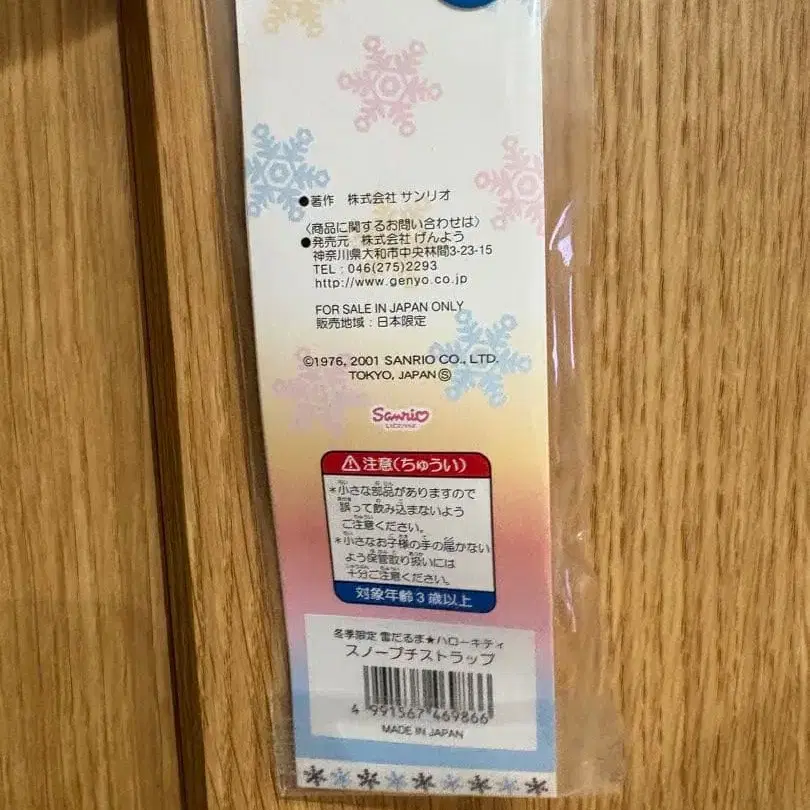 ●著作　株式会社 サンリオ
〈商品に関するお問い合わせは〉
●発売元　株式会社 げんよう
神奈川県大和市中央林間3-23-15
TEL : 046(275)2293
http://www.genyo.co.jp
FOR SALE IN JAPAN ONLY
販売地域 : 日本限定
©1976, 2001 SANRIO CO., LTD.
TOKYO, JAPAN Ⓢ
Sanrio
LICENSE
⚠注意(ちゅうい)
＊小さな部品がありますので
誤って飲み込まないよう
ご注意ください。
＊小さなお子様の手の届かない
よう保管取り扱いには
十分ご注意ください。
対象年齢3歳以上
冬季限定 雪だるま★ハローキティ
スノープチストラップ
4 991567 469866
MADE IN JAPAN